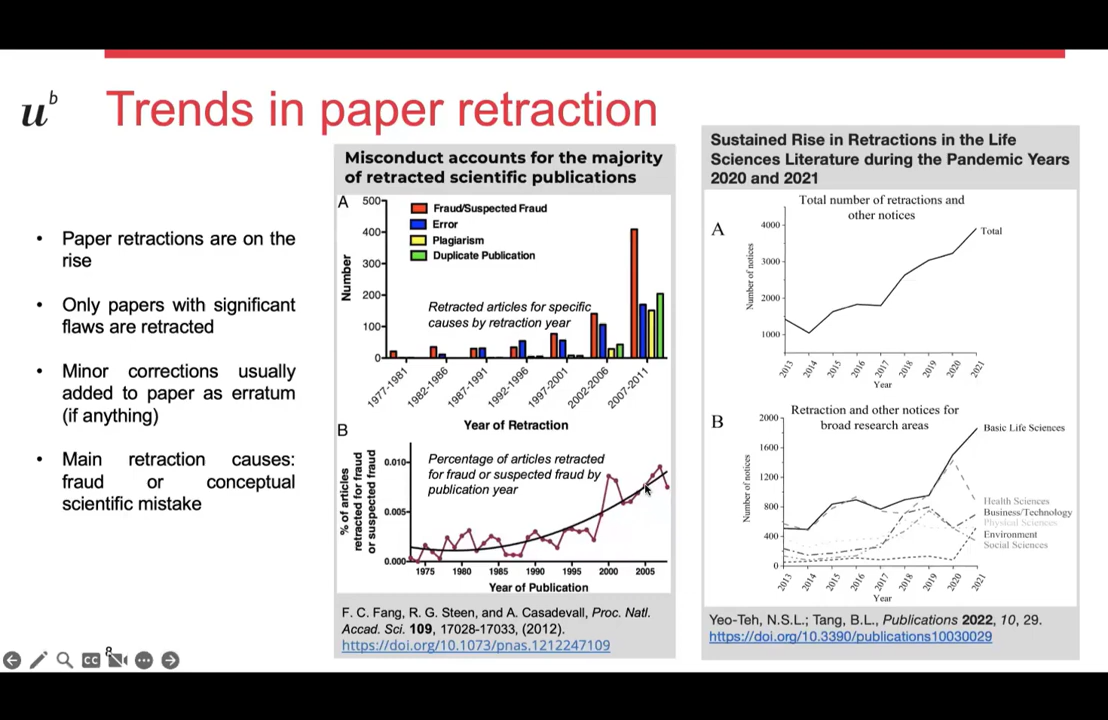 u^b
Trends in paper retraction
• Paper retractions are on the
rise
• Only papers with significant
flaws are retracted
• Minor corrections usually
added to paper as erratum
(if anything)
• Main retraction causes:
fraud or conceptual
scientific mistake
Misconduct accounts for the majority
of retracted scientific publications
A
500
400
300
200
100
0
Number
Fraud/Suspected Fraud
Error
Plagiarism
Duplicate Publication
Retracted articles for specific
causes by retraction year
1977-1981
1982-1986
1987-1991
1992-1996
1997-2001
2002-2006
2007-2011
Year of Retraction
B
% of articles
retracted for fraud
or suspected fraud
0.010
0.005
0.000
Percentage of articles retracted
for fraud or suspected fraud by
publication year
1975 1980 1985 1990 1995 2000 2005
Year of Publication
F. C. Fang, R. G. Steen, and A. Casadevall, Proc. Natl.
Acad. Sci. 109, 17028-17033, (2012).
https://doi.org/10.1073/pnas.1212247109
Sustained Rise in Retractions in the Life
Sciences Literature during the Pandemic Years
2020 and 2021
A
Total number of retractions and
other notices
Number of notices
4000
3000
2000
1000
Total
2013 2014 2015 2016 2017 2018 2019 2020 2021
Year
B
Retraction and other notices for
broad research areas
Number of notices
2000
1600
1200
800
400
0
Basic Life Sciences
Health Sciences
Business/Technology
Physical Sciences
Environment
Social Sciences
2013 2014 2015 2016 2017 2018 2019 2020 2021
Year
Yeo-Teh, N.S.L.; Tang, B.L., Publications 2022, 10, 29.
https://doi.org/10.3390/publications10030029
8
CC